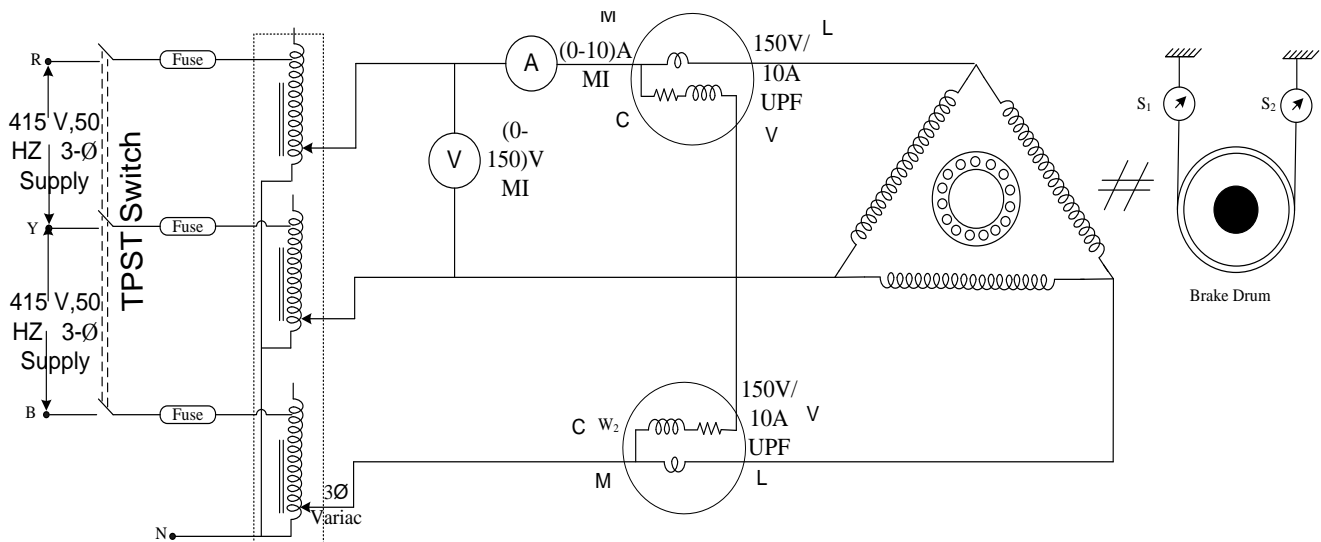 M
L
(0-10)A
MI
A
150V/
10A
UPF
C
V
R
Fuse
S₁
S₂
415 V,50
HZ 3-Ø
Supply
TPST Switch
V
(0-
150)V
MI
Y
Fuse
415 V,50
HZ 3-Ø
Supply
Brake Drum
B
Fuse
150V/
10A
UPF
C
W₂
V
M
L
3Ø
Variac
N